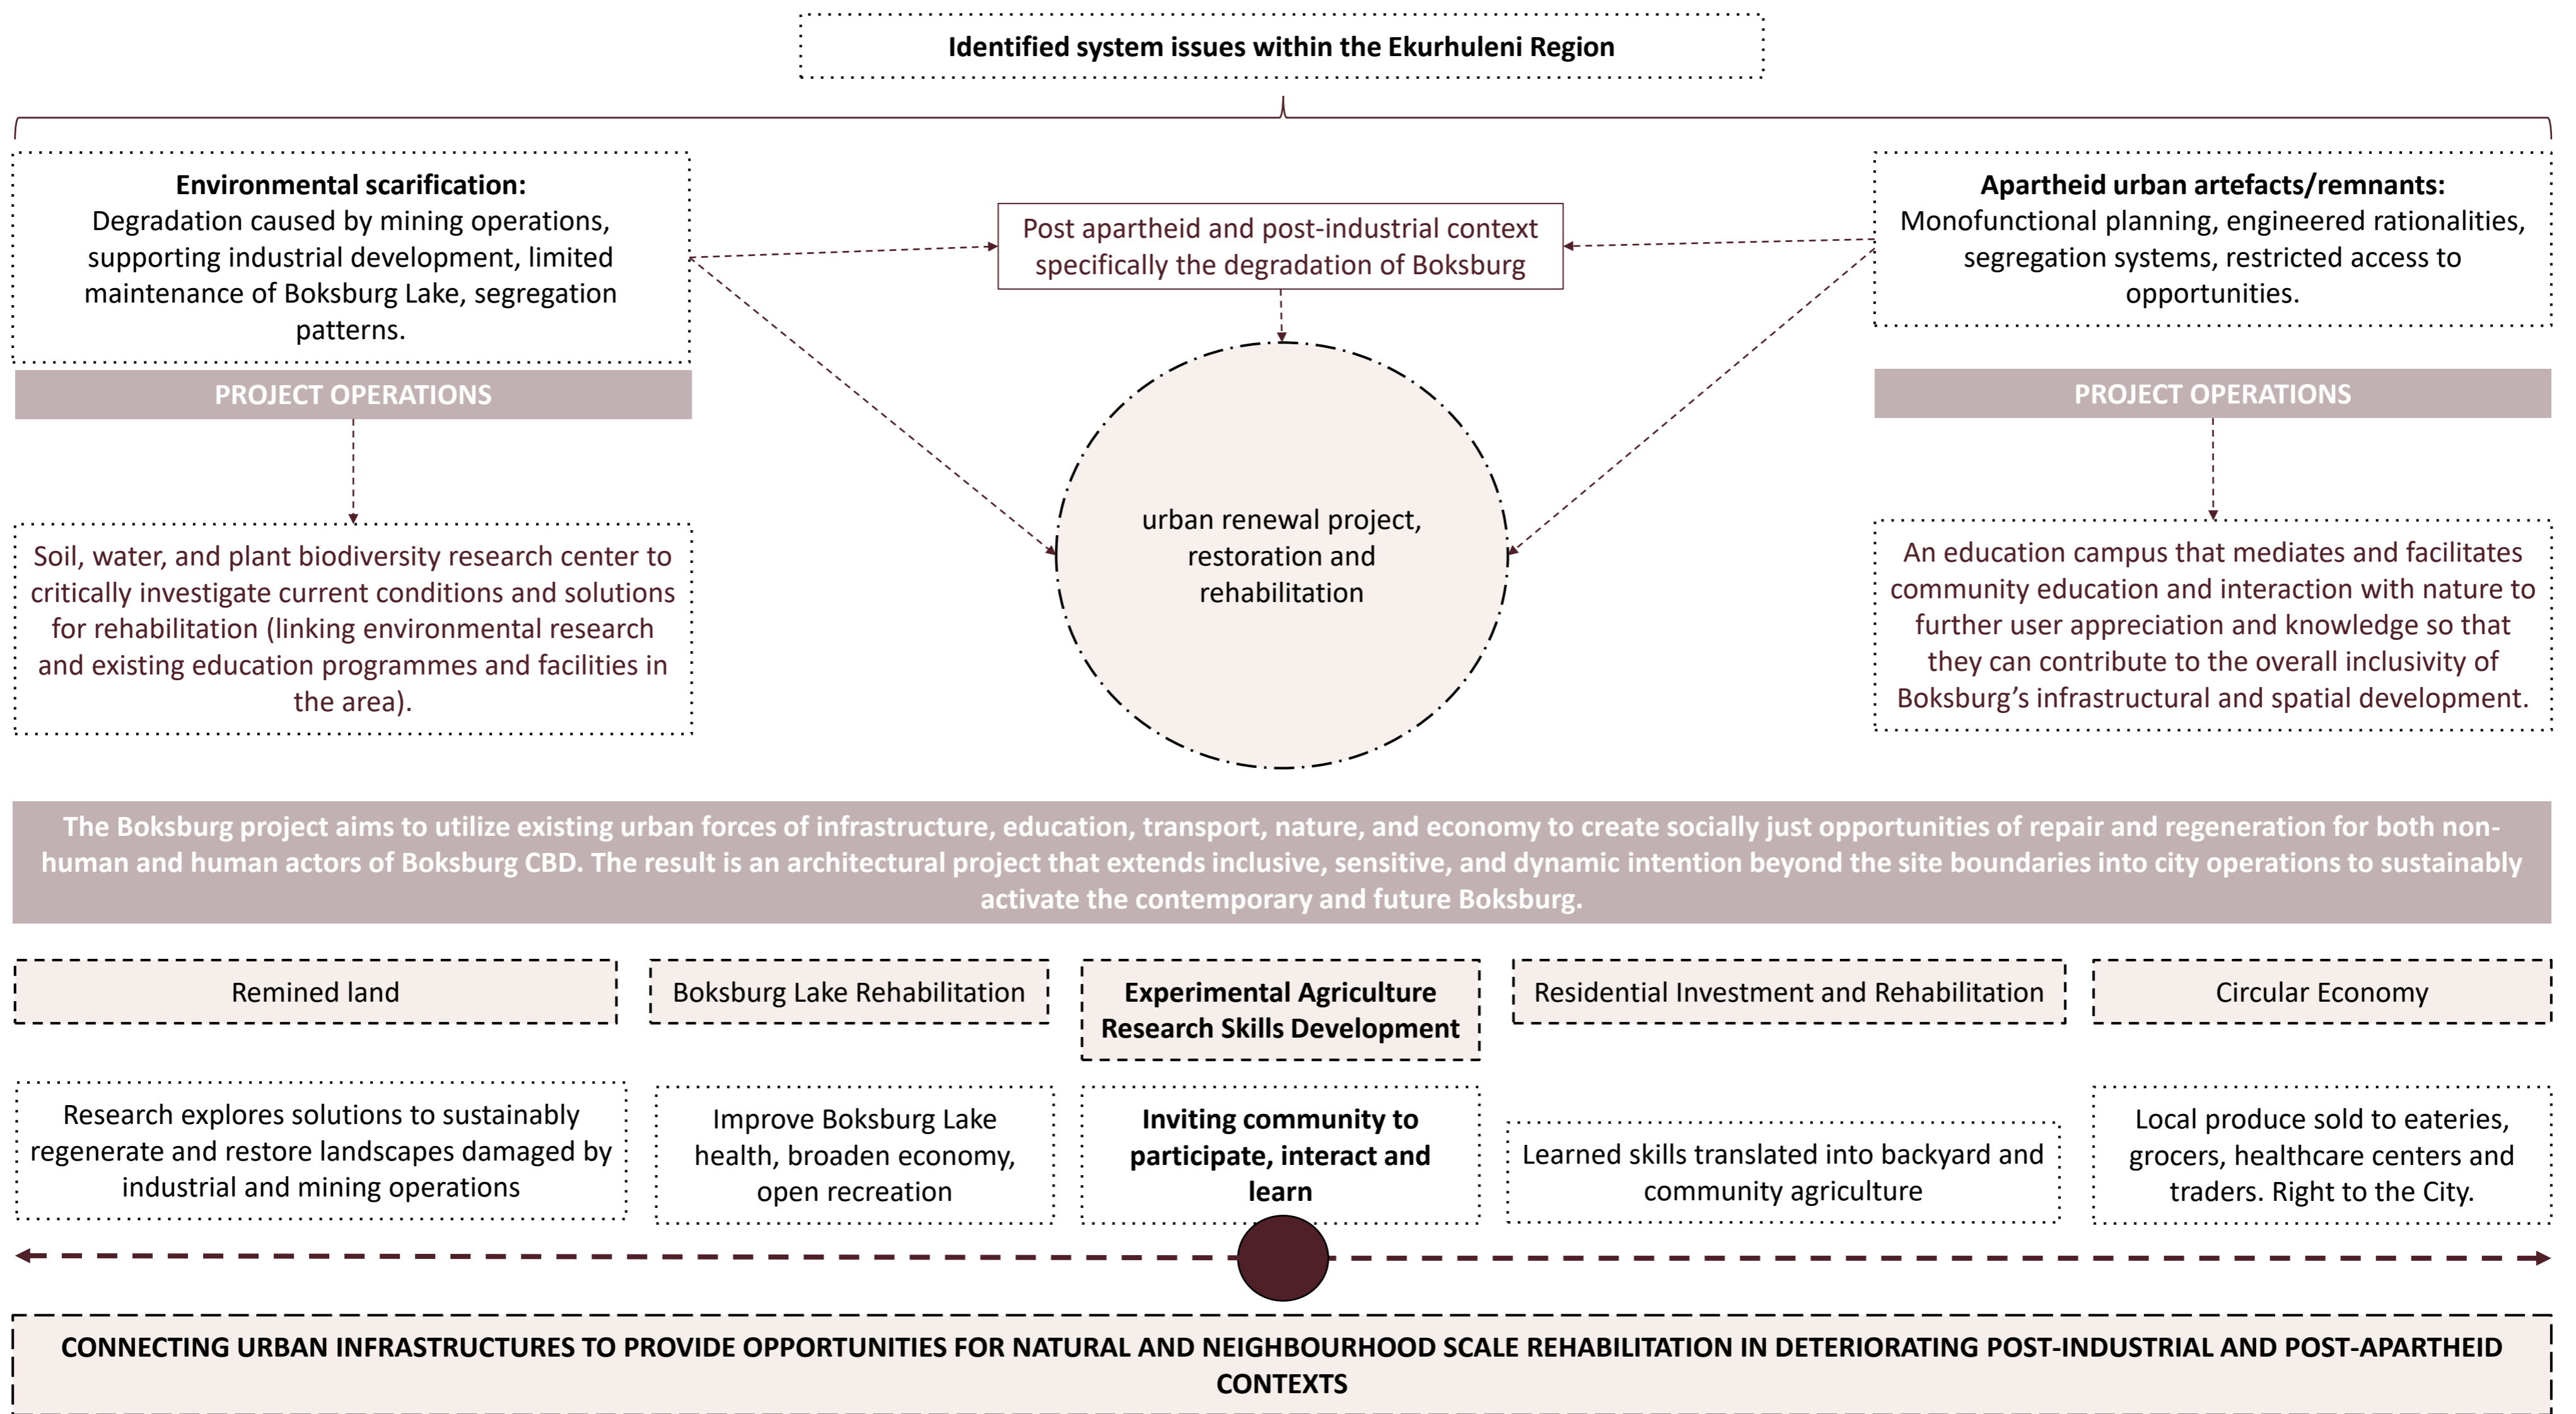 Identified system issues within the Ekurhuleni Region
Environmental scarification:
Degradation caused by mining operations,
supporting industrial development, limited
maintenance of Boksburg Lake, segregation
patterns.
Post apartheid and post-industrial context
specifically the degradation of Boksburg
Apartheid urban artefacts/remnants:
Monofunctional planning, engineered rationalities,
segregation systems, restricted access to
opportunities.
PROJECT OPERATIONS
PROJECT OPERATIONS
Soil, water, and plant biodiversity research center to
critically investigate current conditions and solutions
for rehabilitation (linking environmental research
and existing education programmes and facilities in
the area).
urban renewal project,
restoration and
rehabilitation
An education campus that mediates and facilitates
community education and interaction with nature to
further user appreciation and knowledge so that
they can contribute to the overall inclusivity of
Boksburg’s infrastructural and spatial development.
The Boksburg project aims to utilize existing urban forces of infrastructure, education, transport, nature, and economy to create socially just opportunities of repair and regeneration for both non-
human and human actors of Boksburg CBD. The result is an architectural project that extends inclusive, sensitive, and dynamic intention beyond the site boundaries into city operations to sustainably
activate the contemporary and future Boksburg.
Remined land
Boksburg Lake Rehabilitation
Experimental Agriculture
Research Skills Development
Residential Investment and Rehabilitation
Circular Economy
Research explores solutions to sustainably
regenerate and restore landscapes damaged by
industrial and mining operations
Improve Boksburg Lake
health, broaden economy,
open recreation
Inviting community to
participate, interact and
learn
Learned skills translated into backyard and
community agriculture
Local produce sold to eateries,
grocers, healthcare centers and
traders. Right to the City.
CONNECTING URBAN INFRASTRUCTURES TO PROVIDE OPPORTUNITIES FOR NATURAL AND NEIGHBOURHOOD SCALE REHABILITATION IN DETERIORATING POST-INDUSTRIAL AND POST-APARTHEID
CONTEXTS